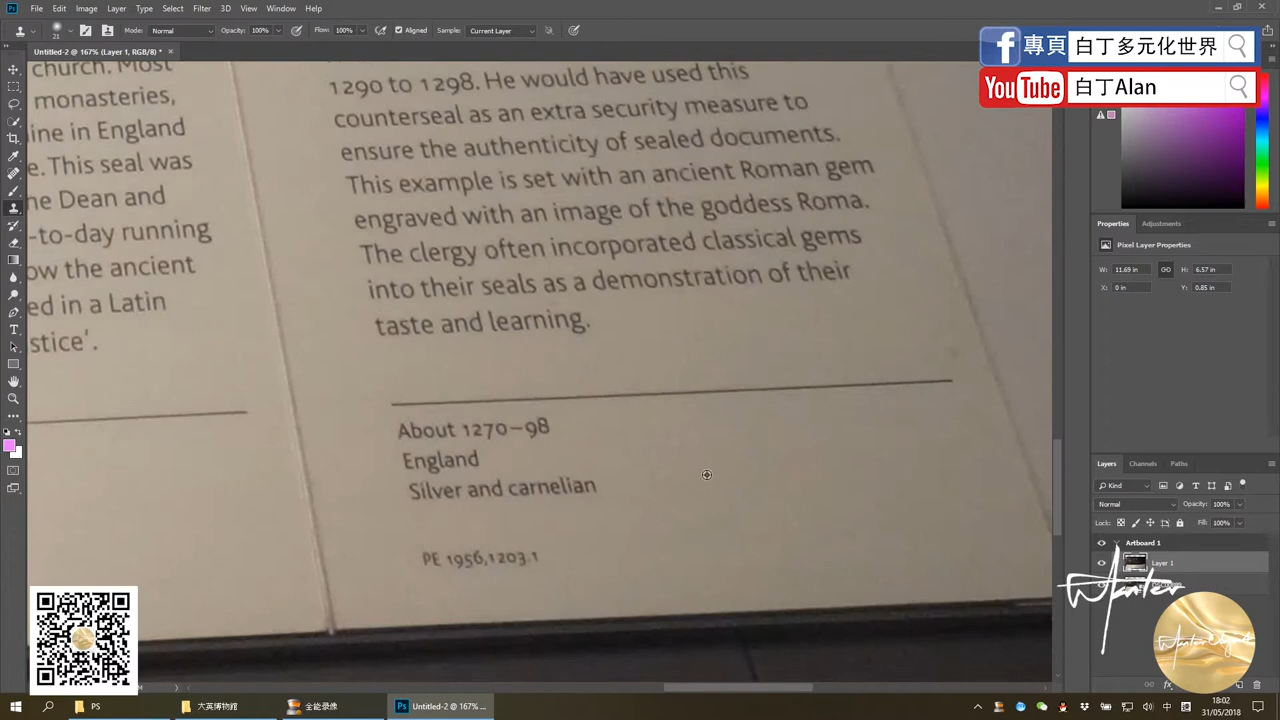 File Edit Image Layer Type Select Filter 3D View Window Help
21 Mode: Normal Opacity: 100% Flow: 100% Aligned Sample: Current Layer
Untitled-2 @ 167% (Layer 1, RGB/8) *
專頁 白丁多元化世界
YouTube 白丁Alan
church. Most
monasteries,
ine in England
e. This seal was
ne Dean and
-to-day running
ow the ancient
ed in a Latin
stice'.
1290 to 1298. He would have used this
counterseal as an extra security measure to
ensure the authenticity of sealed documents.
This example is set with an ancient Roman gem
engraved with an image of the goddess Roma.
The clergy often incorporated classical gems
into their seals as a demonstration of their
taste and learning.
About 1270–98
England
Silver and carnelian
PE 1956,1203.1
Properties Adjustments
Pixel Layer Properties
W: 11.69 in GO H: 6.57 in
X: 0 in Y: 0.85 in
Layers Channels Paths
Kind
Normal Opacity: 100%
Lock: Fill: 100%
Artboard 1
Layer 1
PS
大英博物館
全能录像
Untitled-2 @ 167% ...
中
18:02
31/05/2018